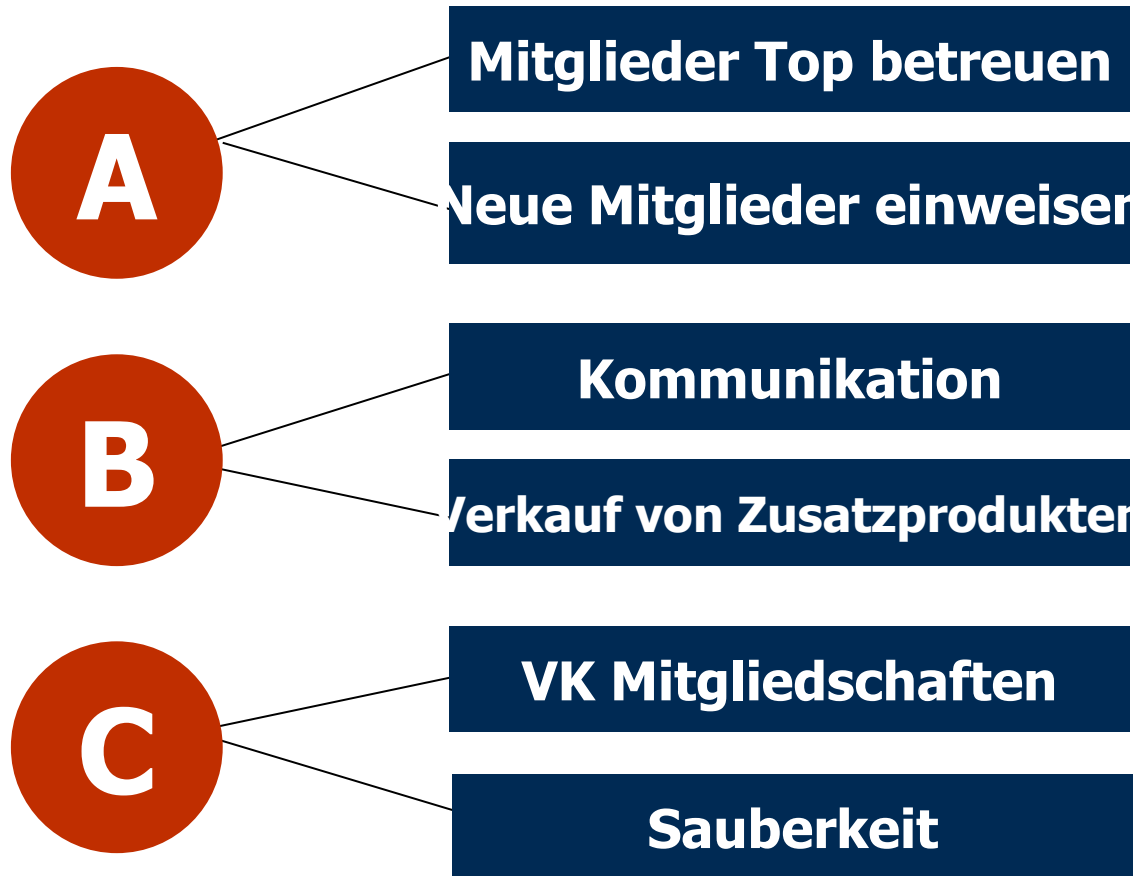 A
Mitglieder Top betreuen
Neue Mitglieder einweisen
B
Kommunikation
Verkauf von Zusatzprodukten
C
VK Mitgliedschaften
Sauberkeit